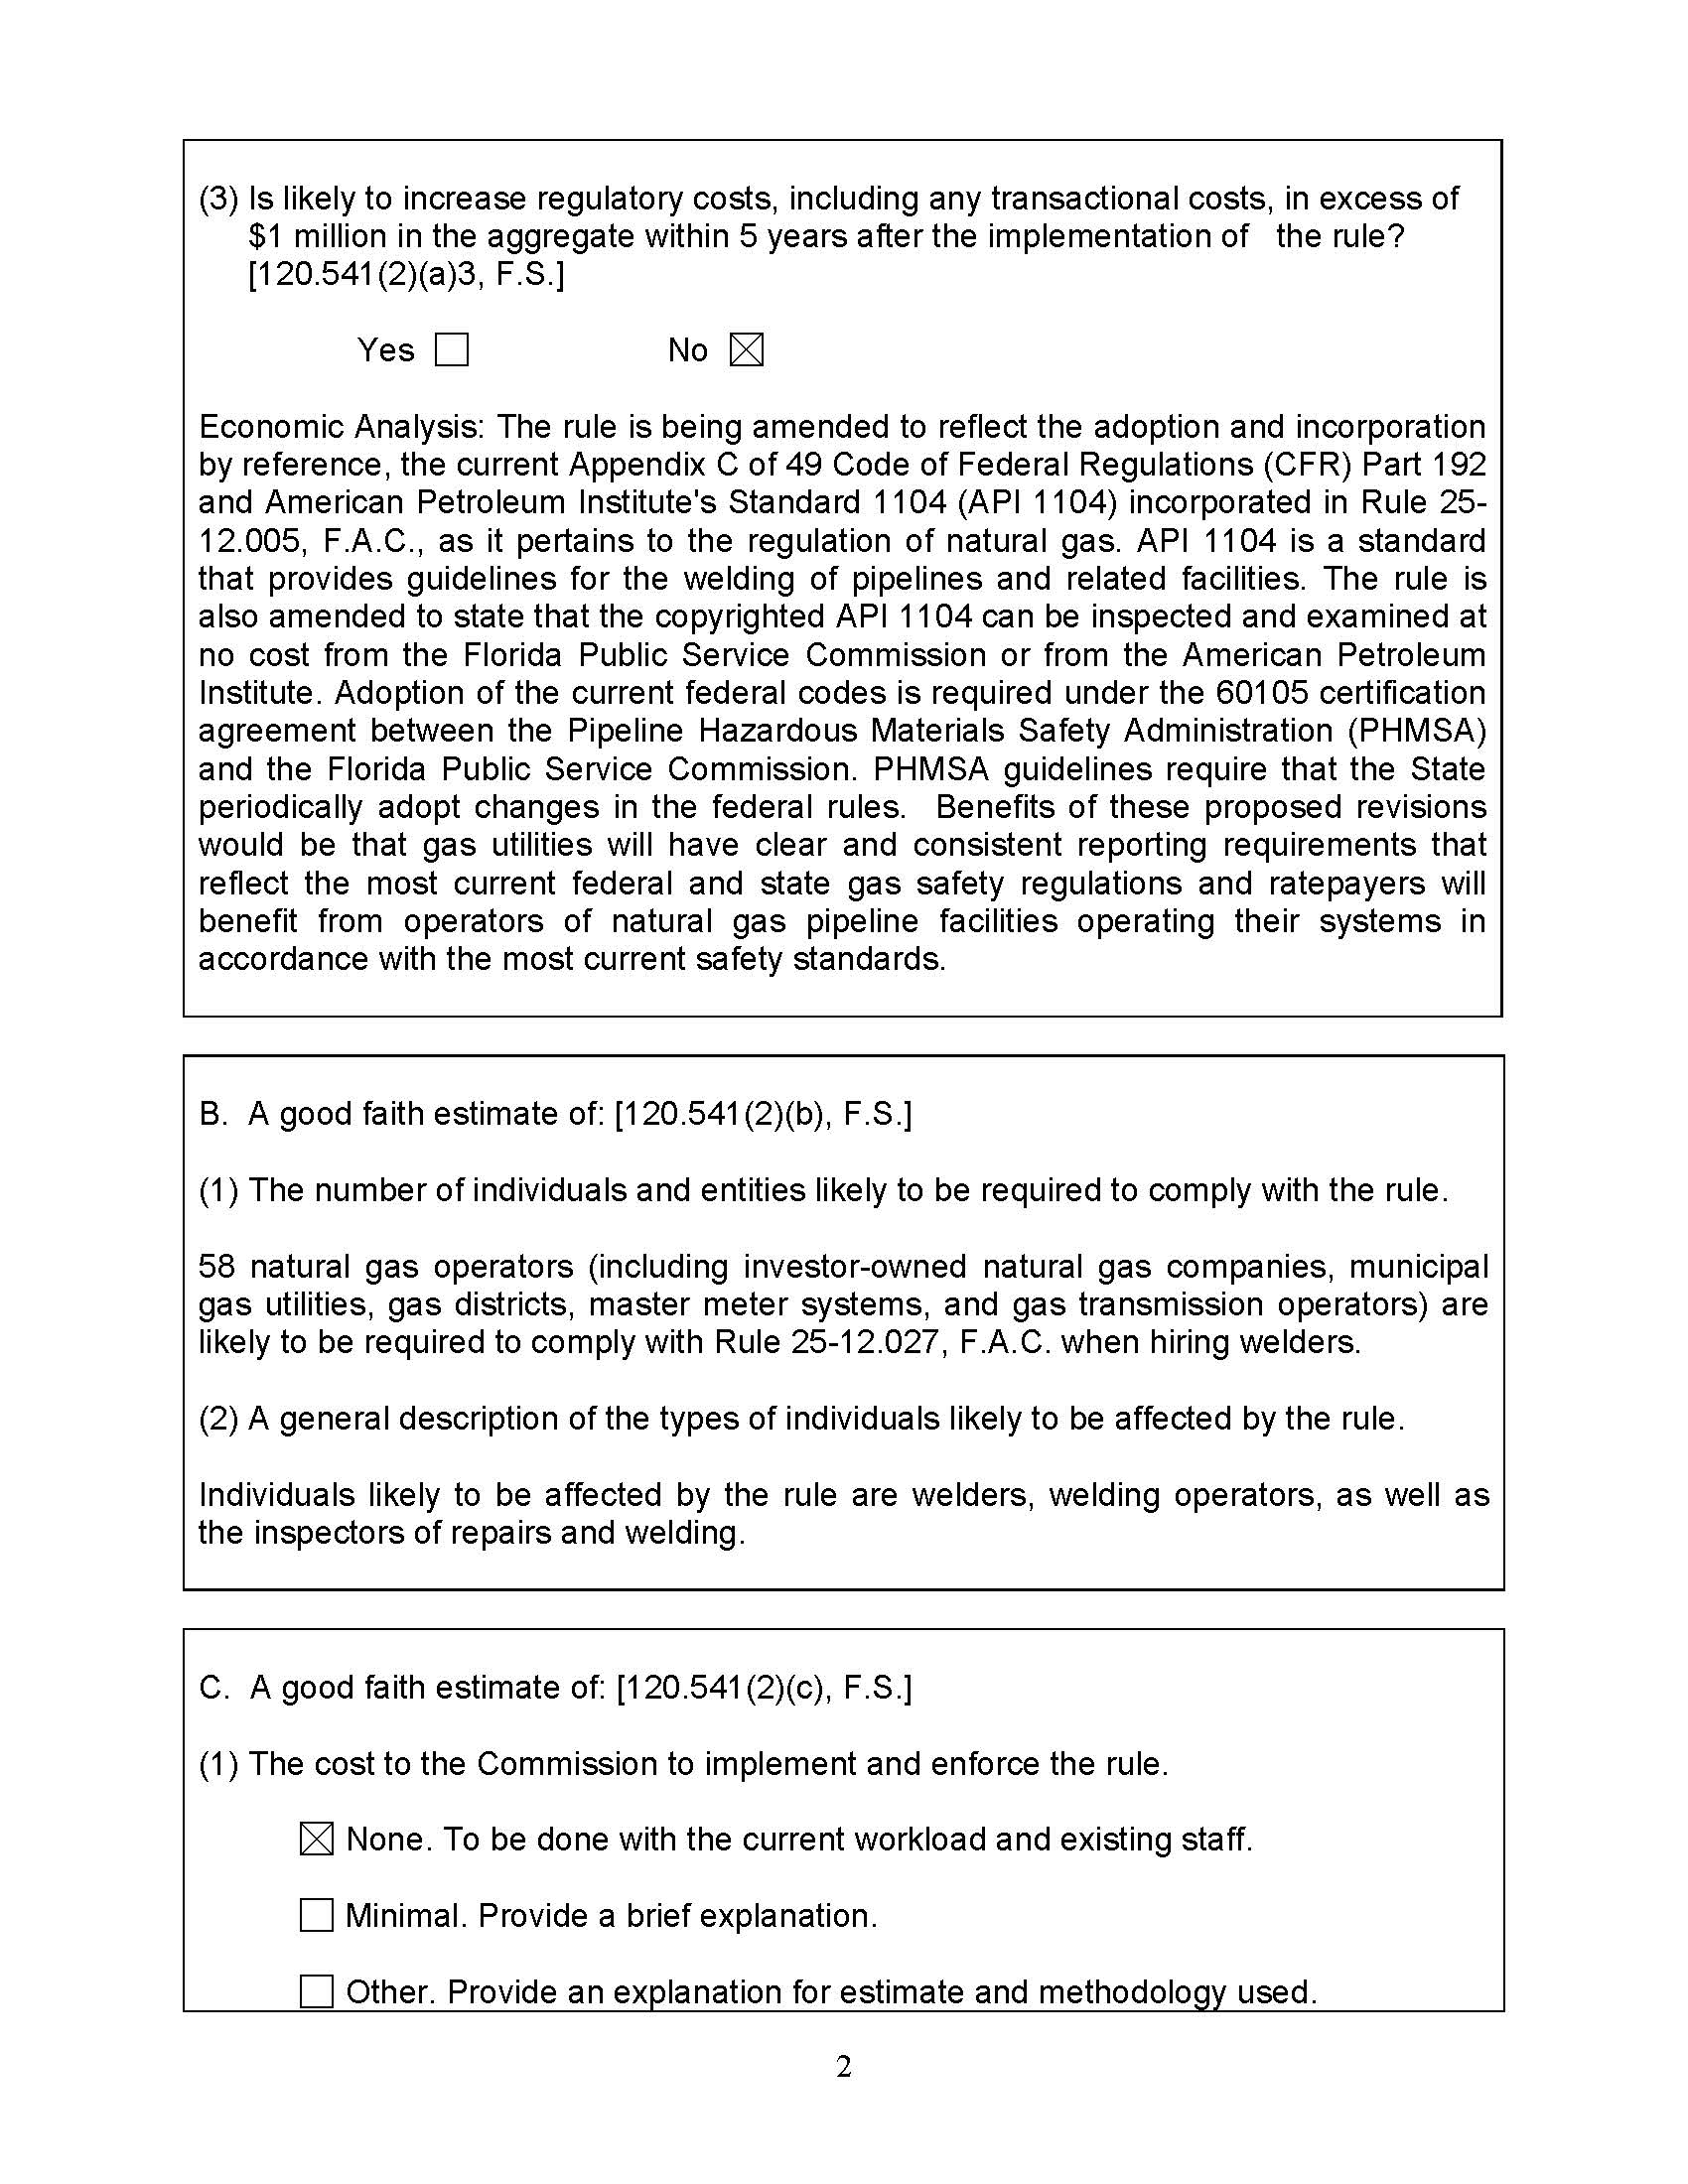 (3) Is likely to increase regulatory costs, including any transactional costs, in excess of
$1 million in the aggregate within 5 years after the implementation of   the rule?
[120.541(2)(a)3, F.S.]
Yes ☐ No ☒
Economic Analysis: The rule is being amended to reflect the adoption and incorporation
by reference, the current Appendix C of 49 Code of Federal Regulations (CFR) Part 192
and American Petroleum Institute's Standard 1104 (API 1104) incorporated in Rule 25-
12.005, F.A.C., as it pertains to the regulation of natural gas. API 1104 is a standard
that provides guidelines for the welding of pipelines and related facilities. The rule is
also amended to state that the copyrighted API 1104 can be inspected and examined at
no cost from the Florida Public Service Commission or from the American Petroleum
Institute. Adoption of the current federal codes is required under the 60105 certification
agreement between the Pipeline Hazardous Materials Safety Administration (PHMSA)
and the Florida Public Service Commission. PHMSA guidelines require that the State
periodically adopt changes in the federal rules.  Benefits of these proposed revisions
would be that gas utilities will have clear and consistent reporting requirements that
reflect the most current federal and state gas safety regulations and ratepayers will
benefit from operators of natural gas pipeline facilities operating their systems in
accordance with the most current safety standards.
B.  A good faith estimate of: [120.541(2)(b), F.S.]
(1) The number of individuals and entities likely to be required to comply with the rule.
58 natural gas operators (including investor-owned natural gas companies, municipal
gas utilities, gas districts, master meter systems, and gas transmission operators) are
likely to be required to comply with Rule 25-12.027, F.A.C. when hiring welders.
(2) A general description of the types of individuals likely to be affected by the rule.
Individuals likely to be affected by the rule are welders, welding operators, as well as
the inspectors of repairs and welding.
C.  A good faith estimate of: [120.541(2)(c), F.S.]
(1) The cost to the Commission to implement and enforce the rule.
☒ None. To be done with the current workload and existing staff.
☐ Minimal. Provide a brief explanation.
☐ Other. Provide an explanation for estimate and methodology used.
2